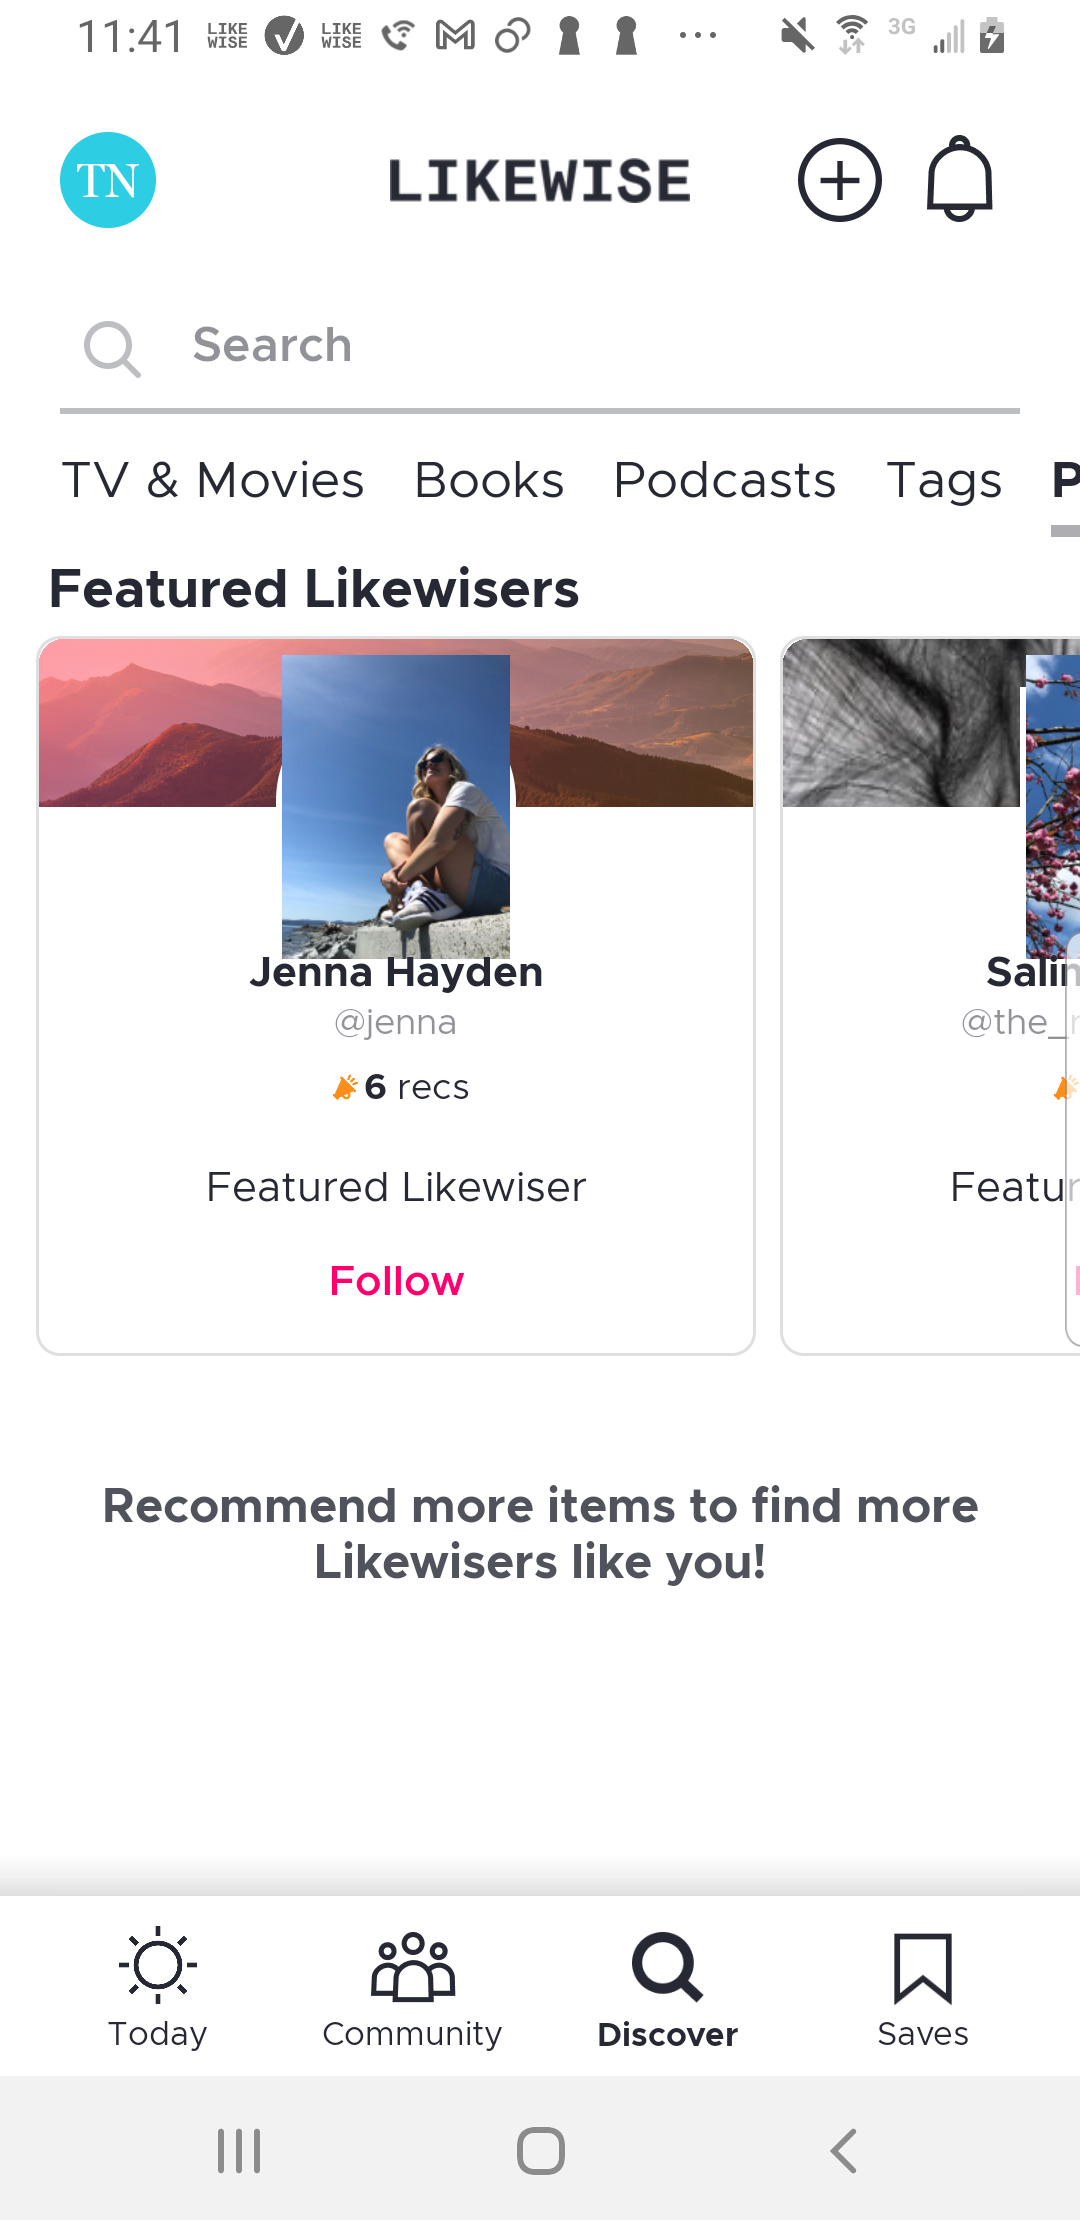 11:41 LIKE WISE LIKE WISE 3G
TN LIKEWISE
Search
TV & Movies Books Podcasts Tags P
Featured Likewisers
Jenna Hayden
@jenna
6 recs
Featured Likewiser
Follow
Salin
@the_r
Featur
Recommend more items to find more
Likewisers like you!
Today Community Discover Saves